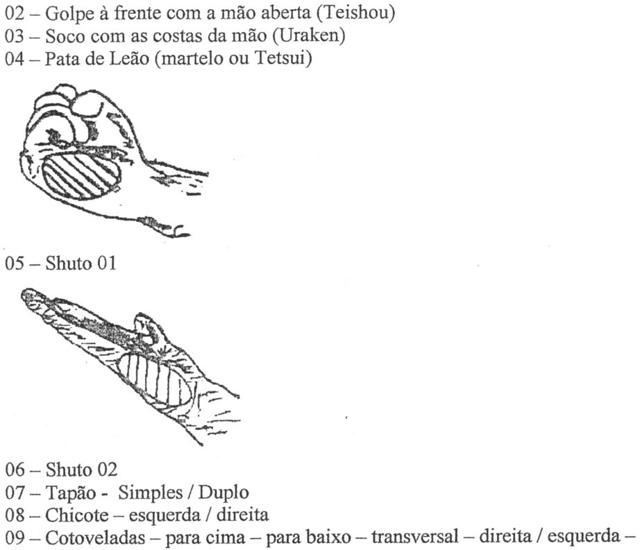 02 – Golpe à frente com a mão aberta (Teishou)
03 – Soco com as costas da mão (Uraken)
04 – Pata de Leão (martelo ou Tetsui)
05 – Shuto 01
06 – Shuto 02
07 – Tapão - Simples / Duplo
08 – Chicote – esquerda / direita
09 – Cotoveladas – para cima – para baixo – transversal – direita / esquerda –